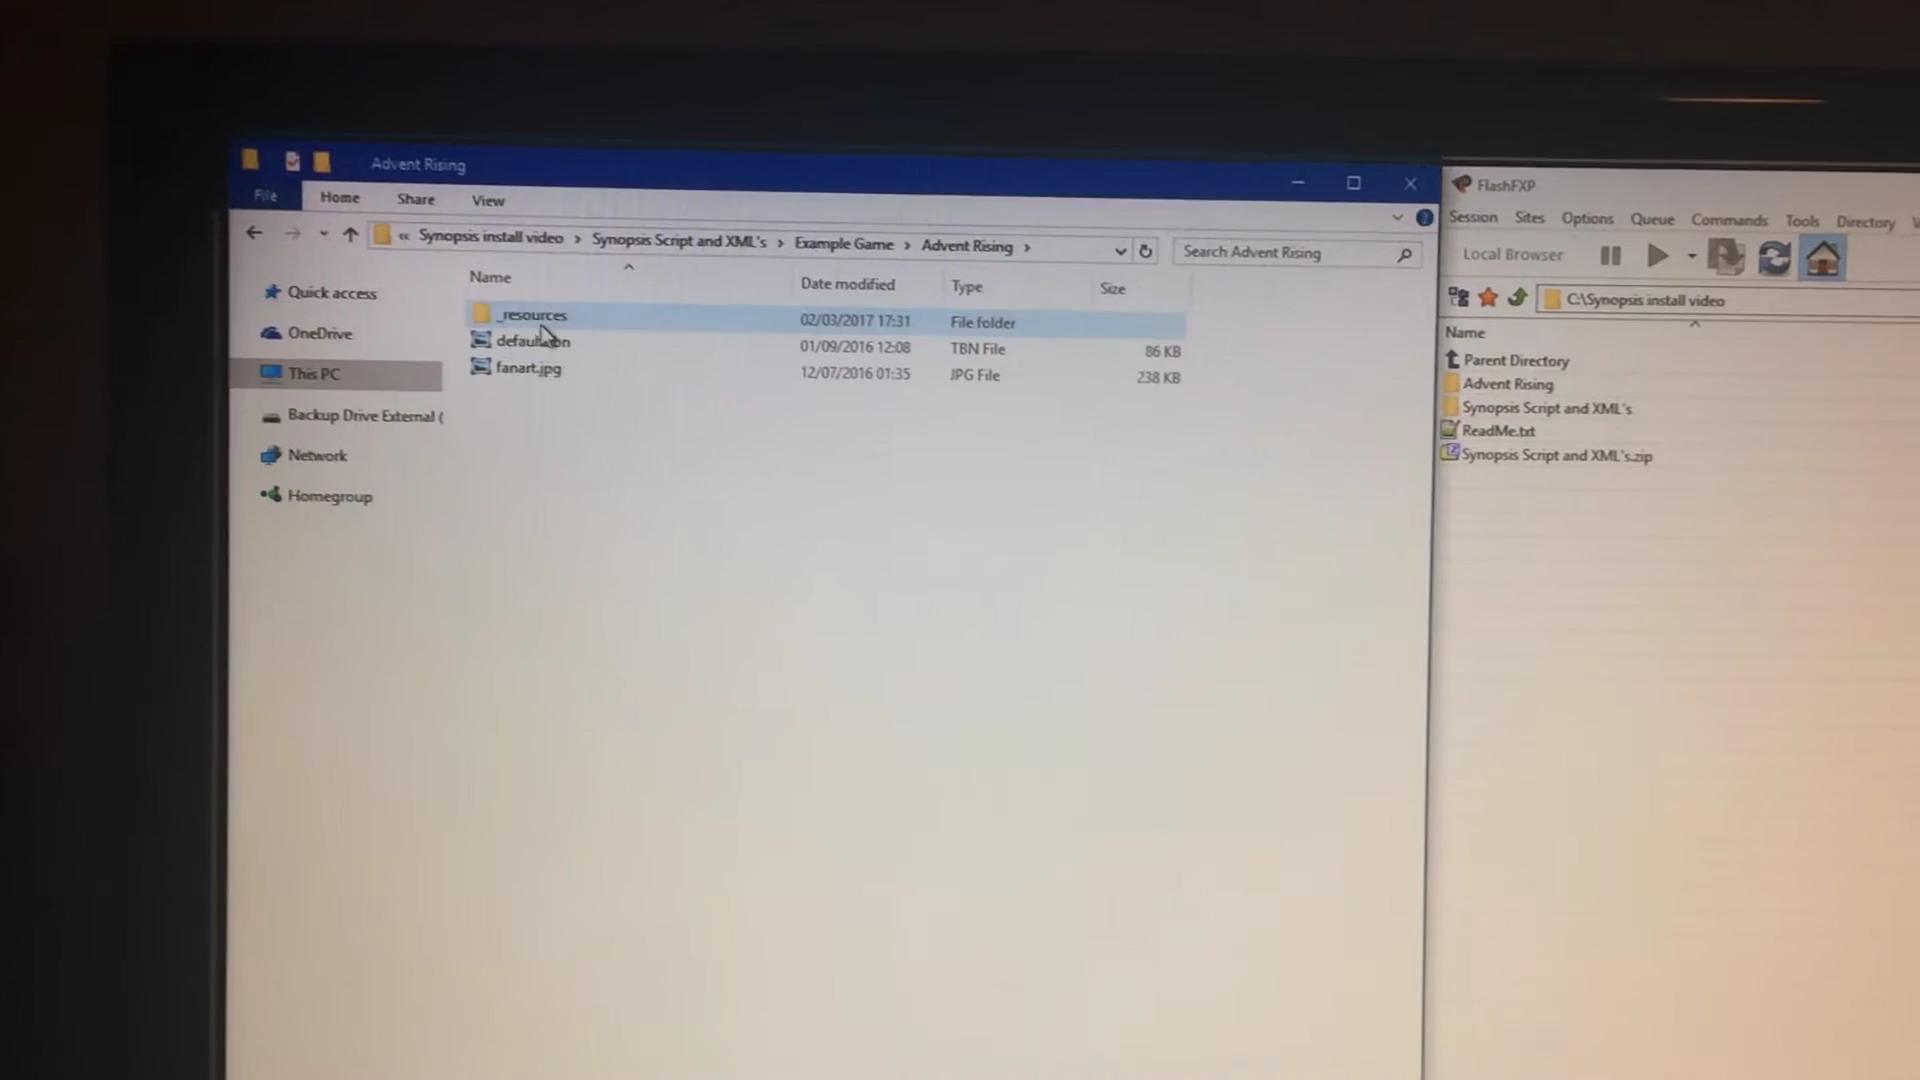 Advent Rising
File Home Share View
« Synopsis install video > Synopsis Script and XML's > Example Game > Advent Rising >
Search Advent Rising
Name Date modified Type Size
_resources 02/03/2017 17:31 File folder
01/09/2016 12:08 TBN File 86 KB
fanart.jpg 12/07/2016 01:35 JPG File 238 KB
Quick access
OneDrive
This PC
Backup Drive External (
Network
Homegroup
FlashFXP
Session Sites Options Queue Commands Tools Directory
Local Browser
C:\Synopsis install video
Name
Parent Directory
Advent Rising
Synopsis Script and XML's
ReadMe.txt
Synopsis Script and XML's.zip